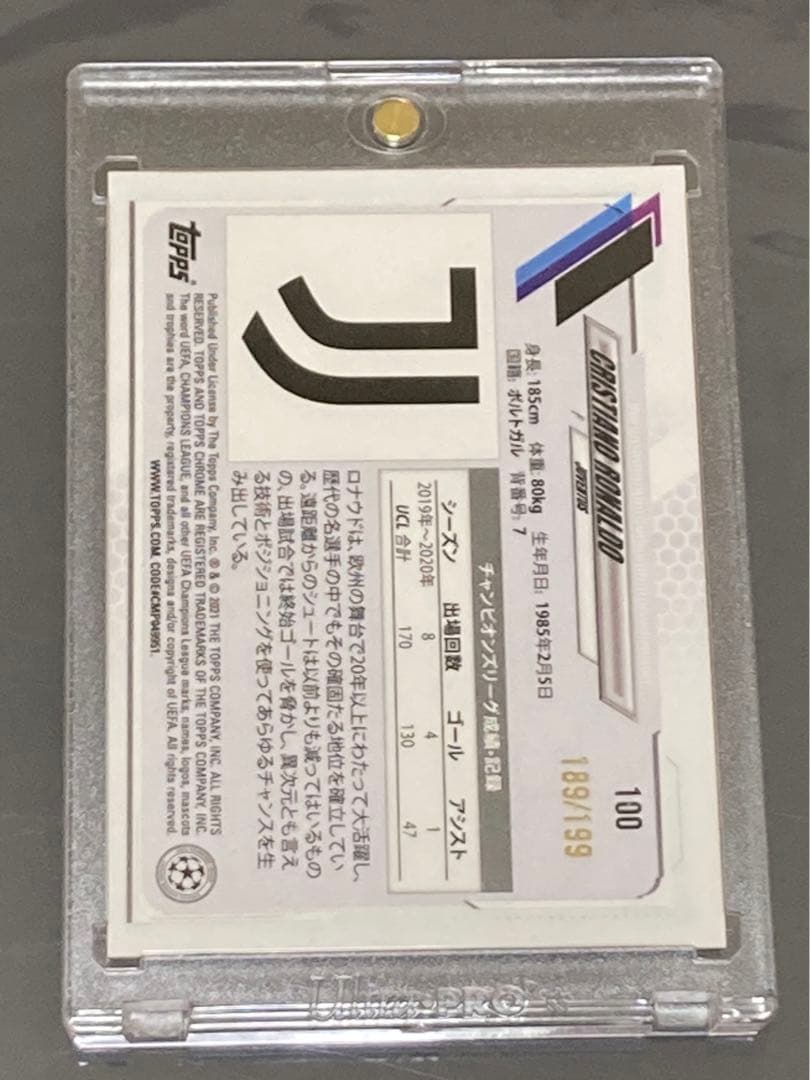 100
189/199
CRISTIANO RONALDO
JUVENTUS
身長: 185cm 体重: 80kg 生年月日: 1985年2月5日
国籍: ポルトガル 背番号: 7
チャンピオンズリーグ成績・記録
シーズン 出場回数 ゴール アシスト
2019年～2020年 8 4 1
UCL 合計 170 130 47
ロナウドは、欧州の舞台で20年以上にわたって大活躍し、
歴代の名選手の中でもその確固たる地位を確立してい
る。遠距離からのシュートは以前よりも減ってはいるもの
の、出場試合では終始ゴールを脅かし、異次元とも言え
る技術とポジショニングを使ってあらゆるチャンスを生
み出している。
topps®
Published Under License by The Topps Company, Inc. ® & © 2021 THE TOPPS COMPANY, INC. ALL RIGHTS
RESERVED. TOPPS AND TOPPS CHROME ARE REGISTERED TRADEMARKS OF THE TOPPS COMPANY, INC.
The word UEFA, CHAMPIONS LEAGUE, and all other UEFA Champions League marks, names, logos, mascots
and trophies are the property, registered trademarks, designs and/or copyright of UEFA. All rights reserved.
WWW.TOPPS.COM. CODE#CMP049951.
Ultra·PRO